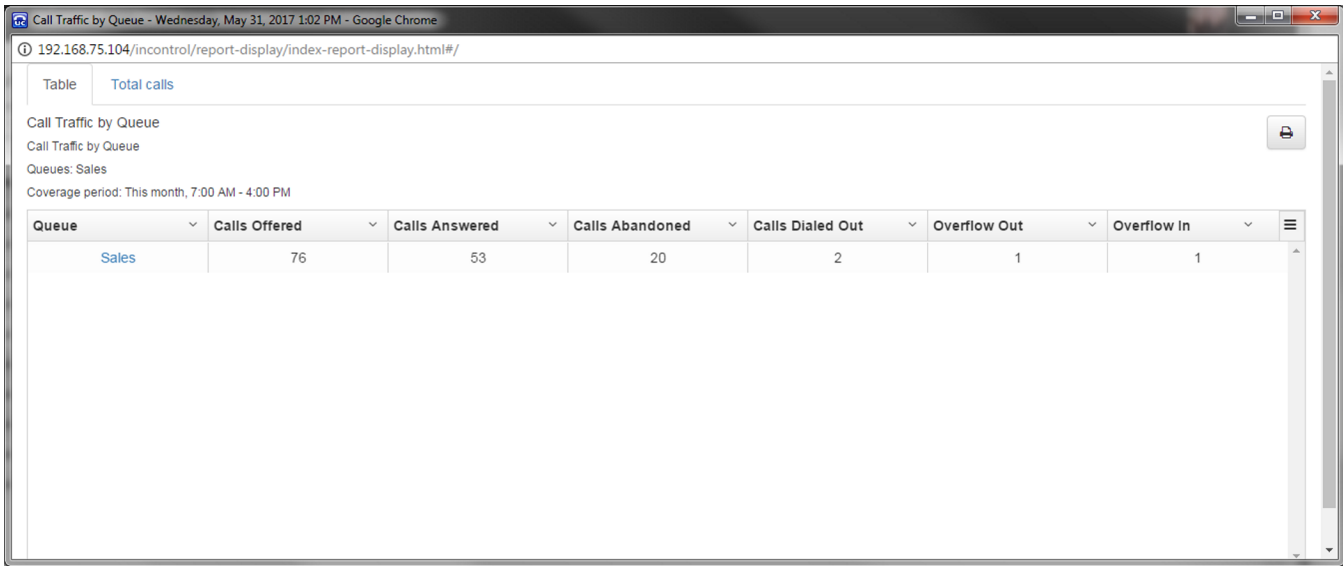 Call Traffic by Queue - Wednesday, May 31, 2017 1:02 PM - Google Chrome
192.168.75.104/incontrol/report-display/index-report-display.html#/
Table Total calls
Call Traffic by Queue
Call Traffic by Queue
Queues: Sales
Coverage period: This month, 7:00 AM - 4:00 PM
Queue Calls Offered Calls Answered Calls Abandoned Calls Dialed Out Overflow Out Overflow In
Sales 76 53 20 2 1 1